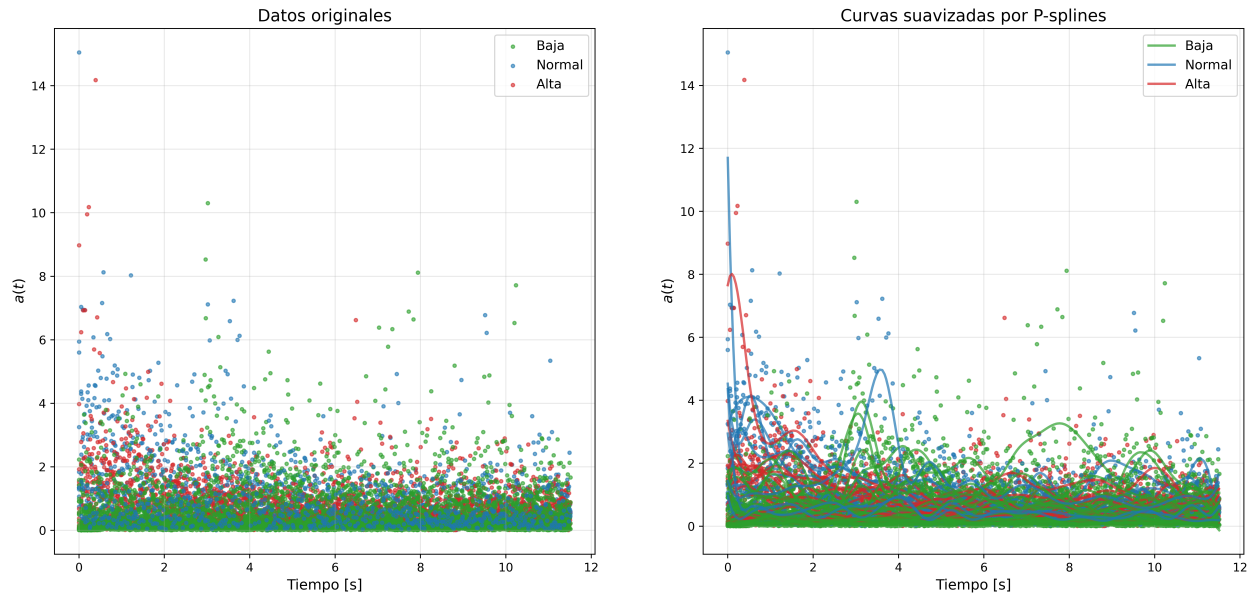 Datos originales
Baja
Normal
Alta
14
12
10
8
6
4
2
0
a(t)
0 2 4 6 8 10 12
Tiempo [s]
Curvas suavizadas por P-splines
Baja
Normal
Alta
14
12
10
8
6
4
2
0
a(t)
0 2 4 6 8 10 12
Tiempo [s]